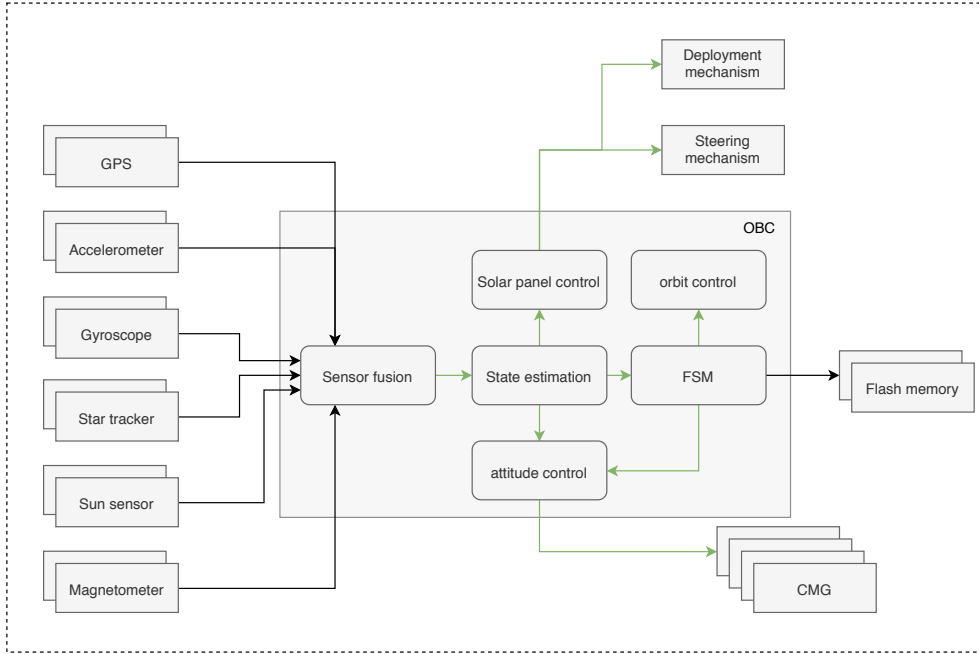 Deployment
mechanism
Steering
mechanism
GPS
Accelerometer
Gyroscope
Star tracker
Sun sensor
Magnetometer
OBC
Solar panel control
orbit control
Sensor fusion
State estimation
FSM
Flash memory
attitude control
CMG